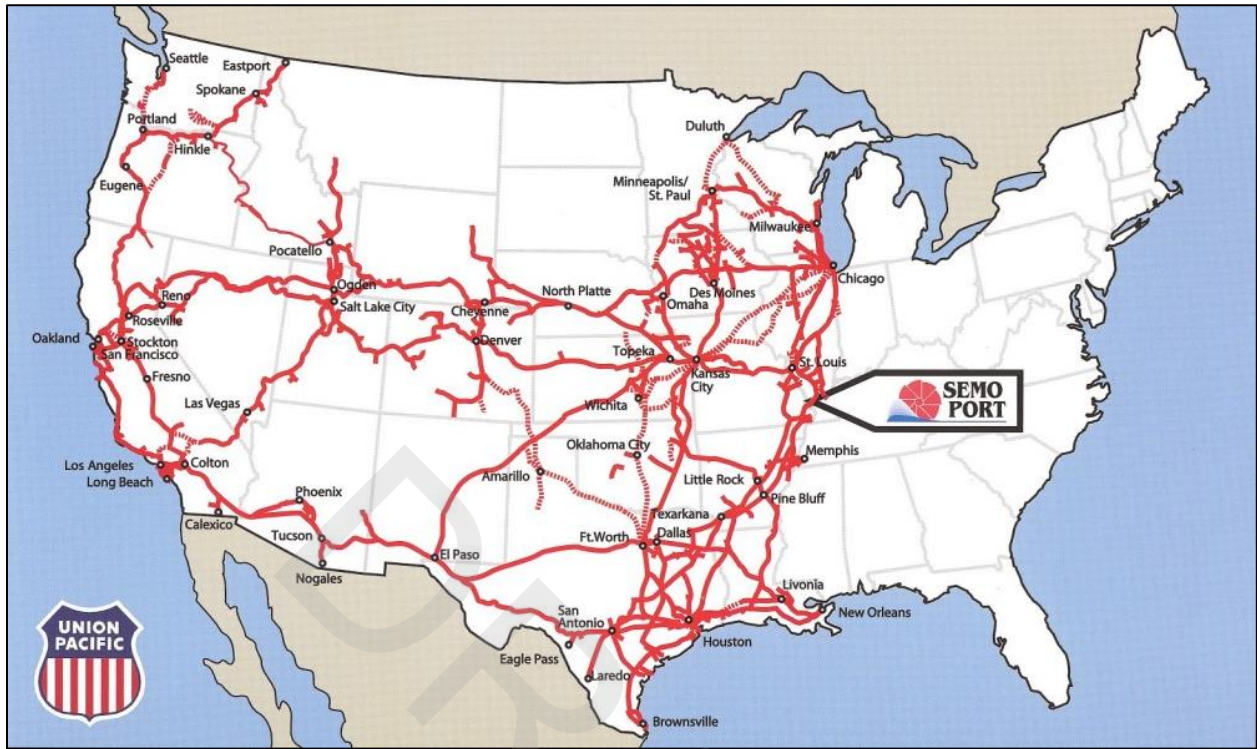 Seattle
Eastport
Spokane
Portland
Hinkle
Eugene
Duluth
Minneapolis/
St. Paul
Milwaukee
Pocatello
Chicago
Ogden
Salt Lake City
Reno
Roseville
North Platte
Omaha
Des Moines
Cheyenne
Oakland
Stockton
San Francisco
Denver
Topeka
Kansas
City
St. Louis
Fresno
SEMO
PORT
Las Vegas
Wichita
Oklahoma City
Memphis
Los Angeles
Colton
Long Beach
Amarillo
Little Rock
Pine Bluff
Phoenix
Texarkana
Calexico
Tucson
Ft.Worth
Dallas
El Paso
Nogales
Livonia
New Orleans
San
Antonio
Houston
Eagle Pass
Laredo
Brownsville
UNION
PACIFIC